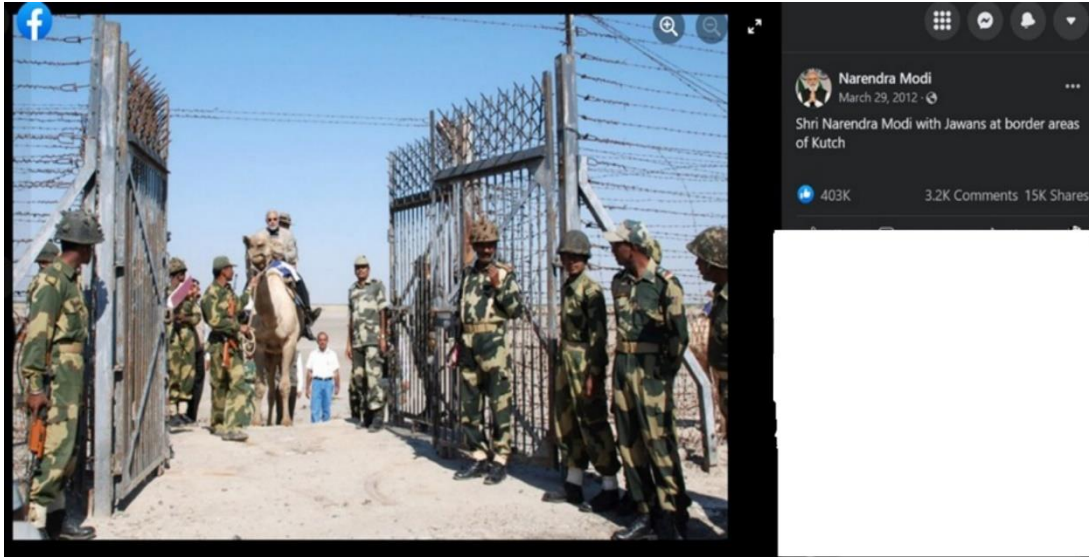 Narendra Modi
March 29, 2012 ·
Shri Narendra Modi with Jawans at border areas
of Kutch
403K 3.2K Comments 15K Shares